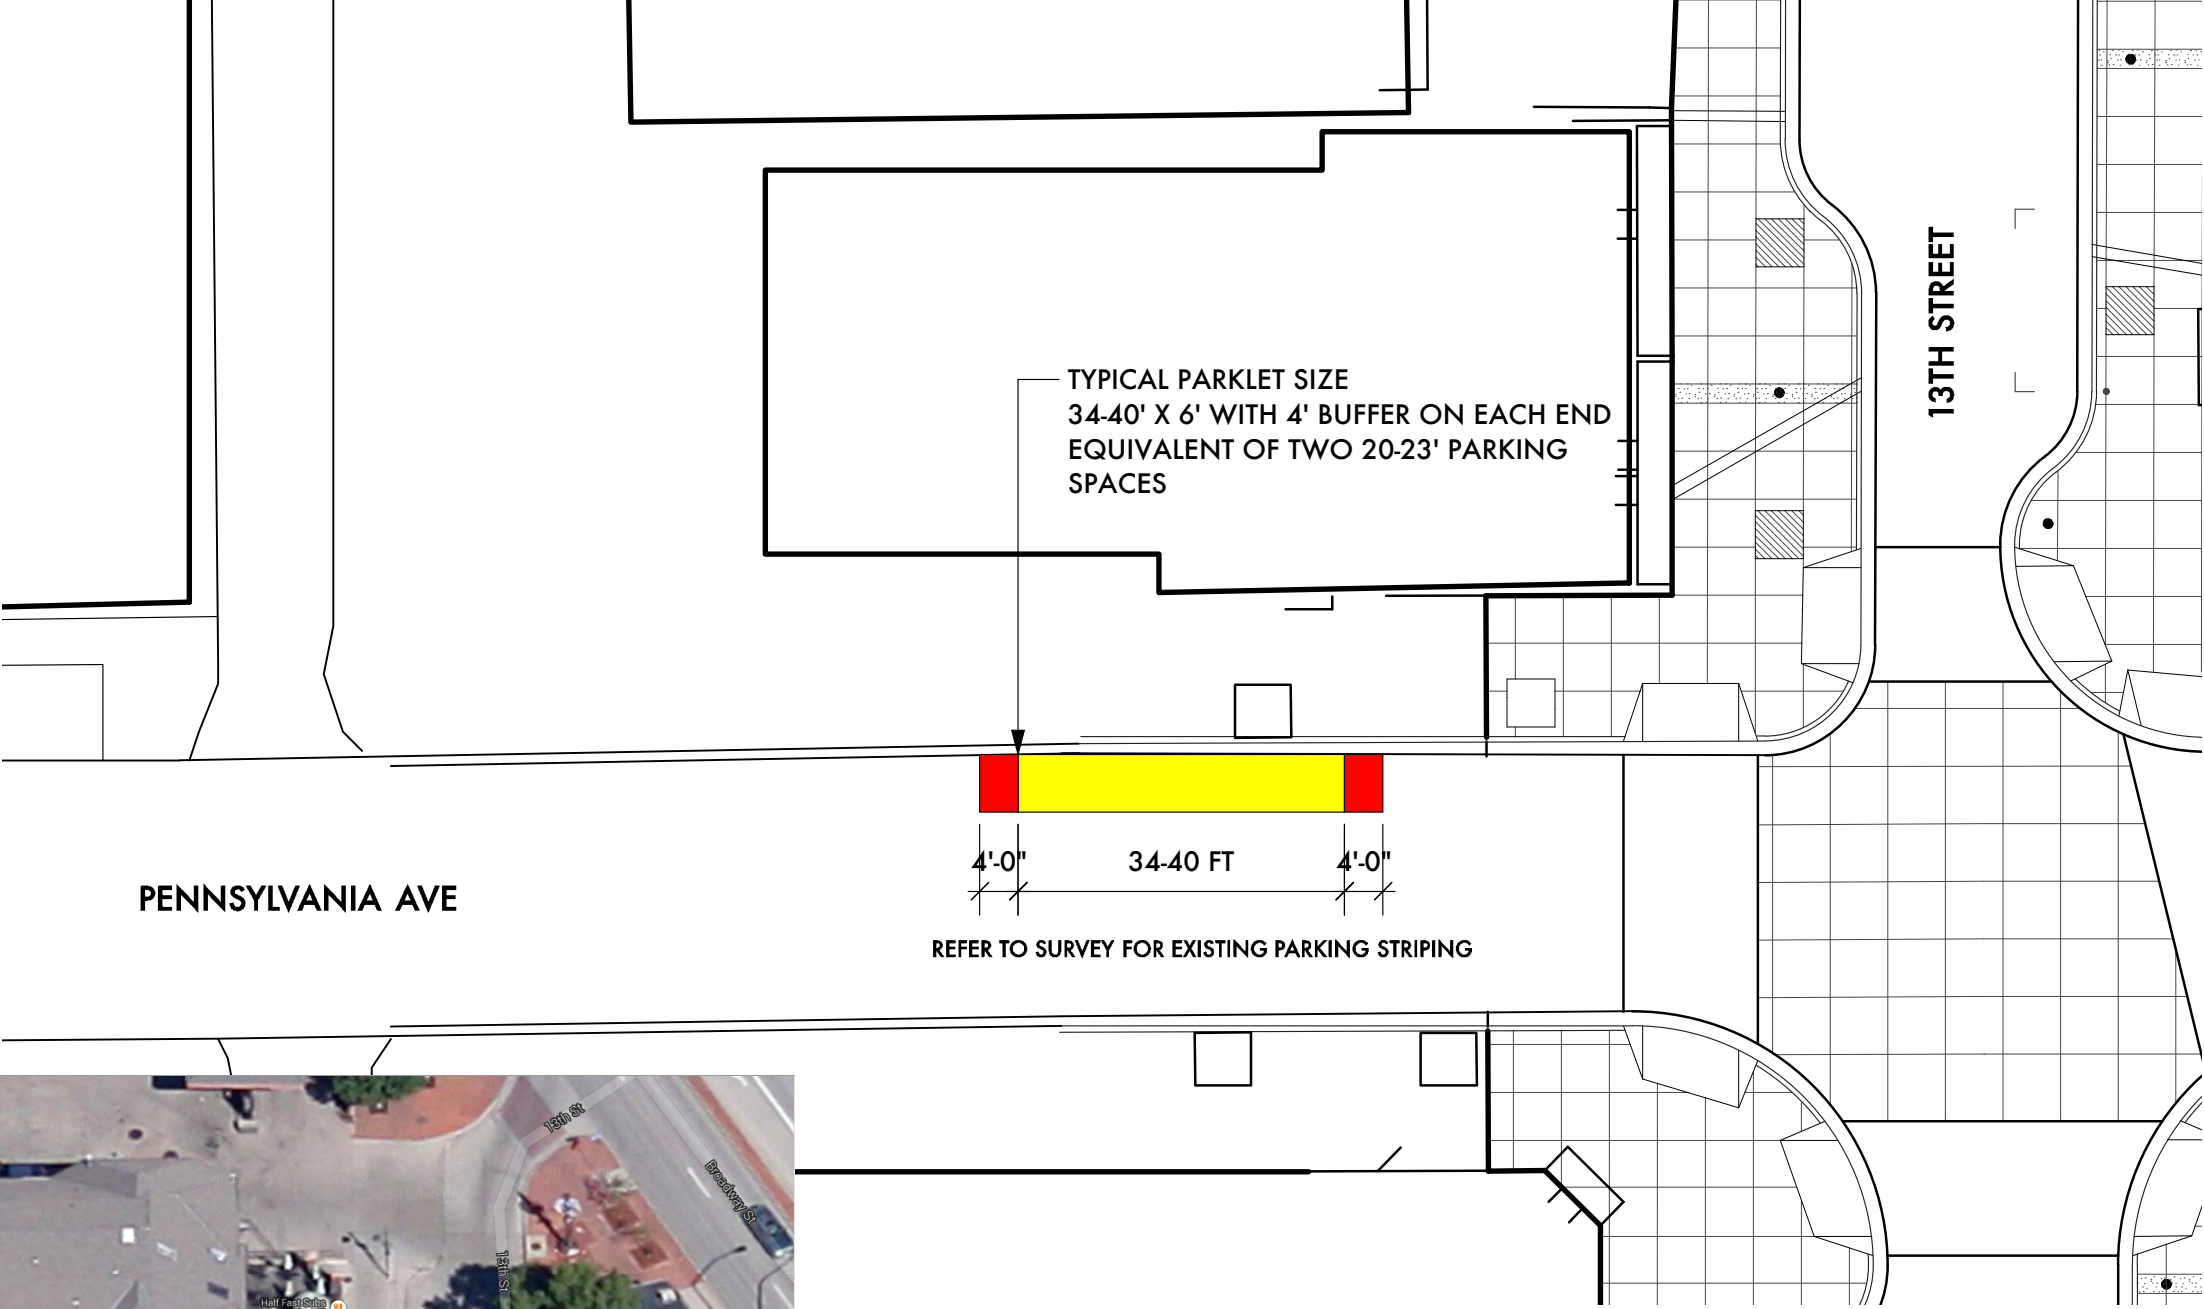 TYPICAL PARKLET SIZE
34-40' X 6' WITH 4' BUFFER ON EACH END
EQUIVALENT OF TWO 20-23' PARKING
SPACES
13TH STREET
4'-0"
34-40 FT
4'-0"
PENNSYLVANIA AVE
REFER TO SURVEY FOR EXISTING PARKING STRIPING
13th St
Broadway St
13th St
Half Fast Subs